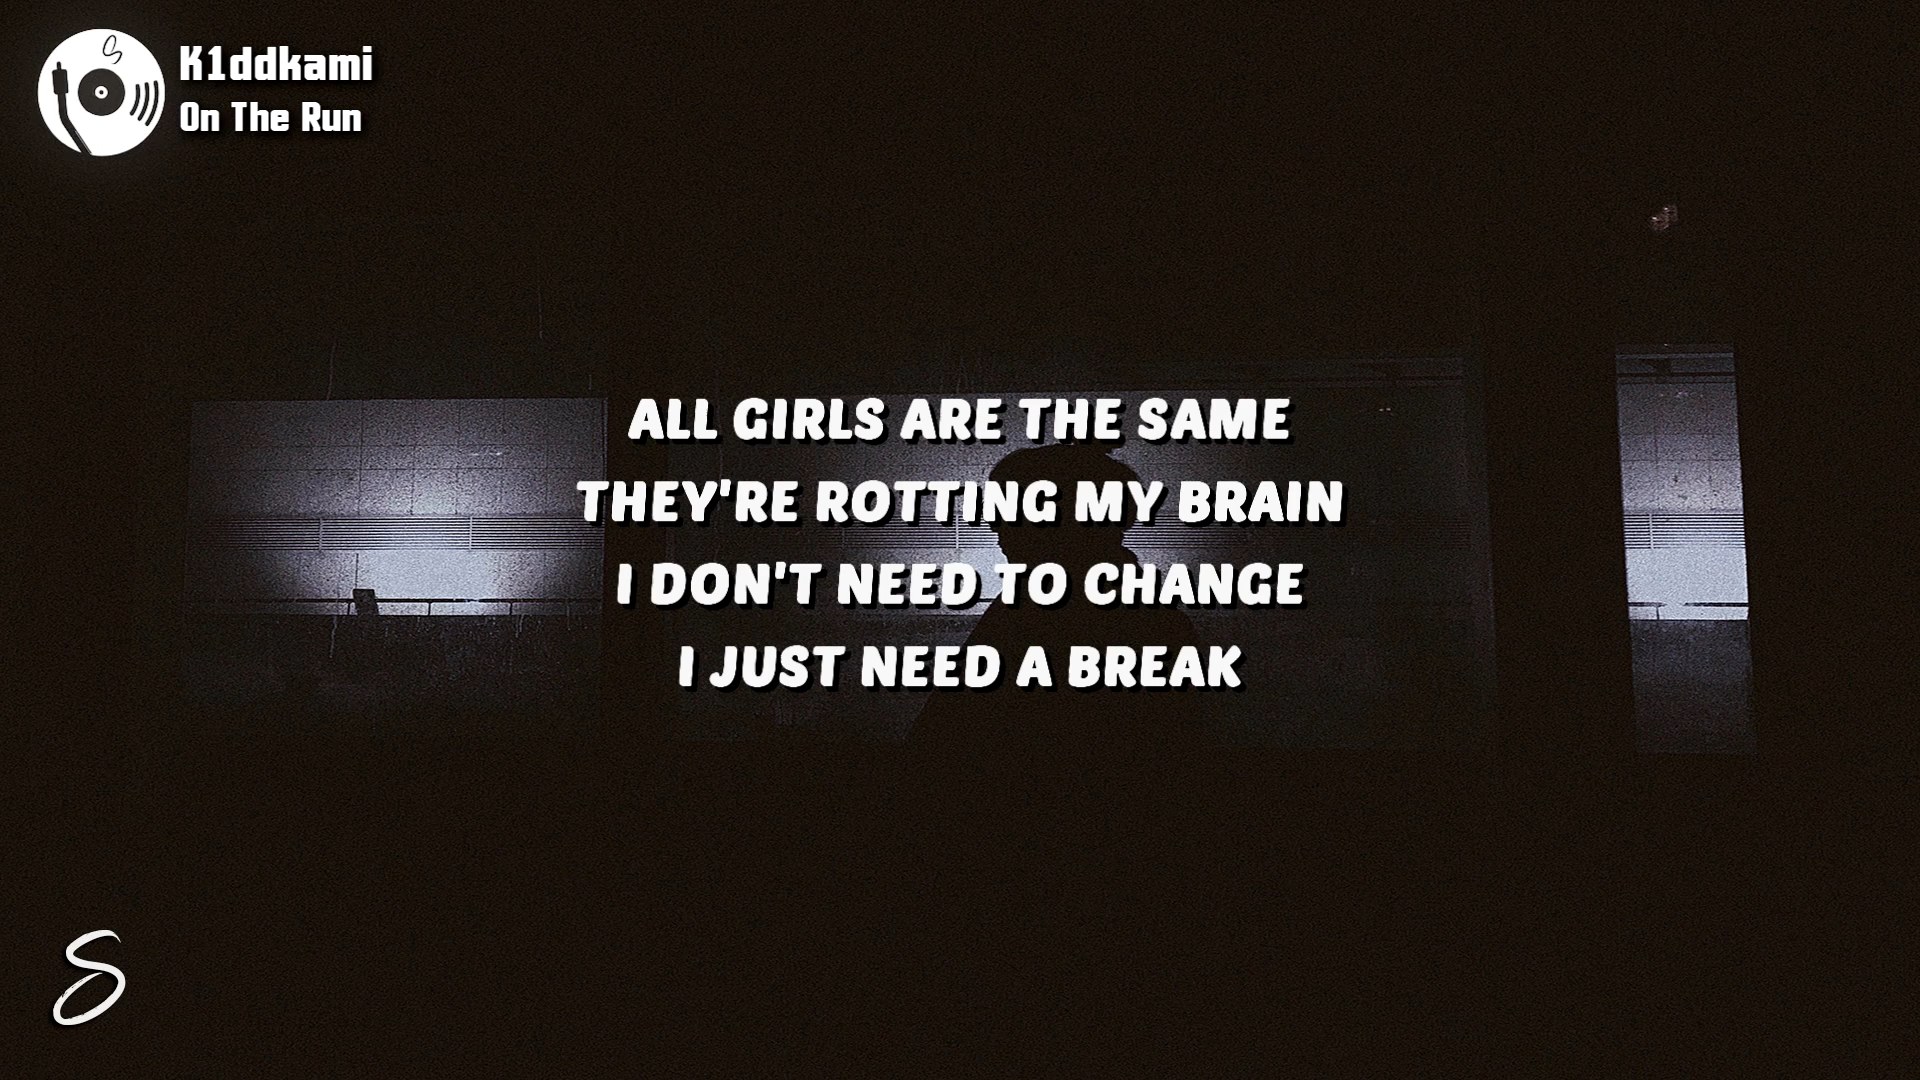 K1ddkami
On The Run
ALL GIRLS ARE THE SAME
THEY'RE ROTTING MY BRAIN
I DON'T NEED TO CHANGE
I JUST NEED A BREAK
S